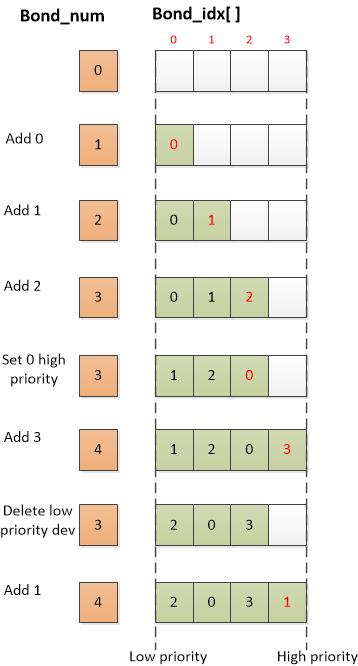 Bond_num Bond_idx[ ]
0 1 2 3
0
Add 0 1 0
Add 1 2 0 1
Add 2 3 0 1 2
Set 0 high
priority 3 1 2 0
Add 3 4 1 2 0 3
Delete low
priority dev 3 2 0 3
Add 1 4 2 0 3 1
Low priority High priority